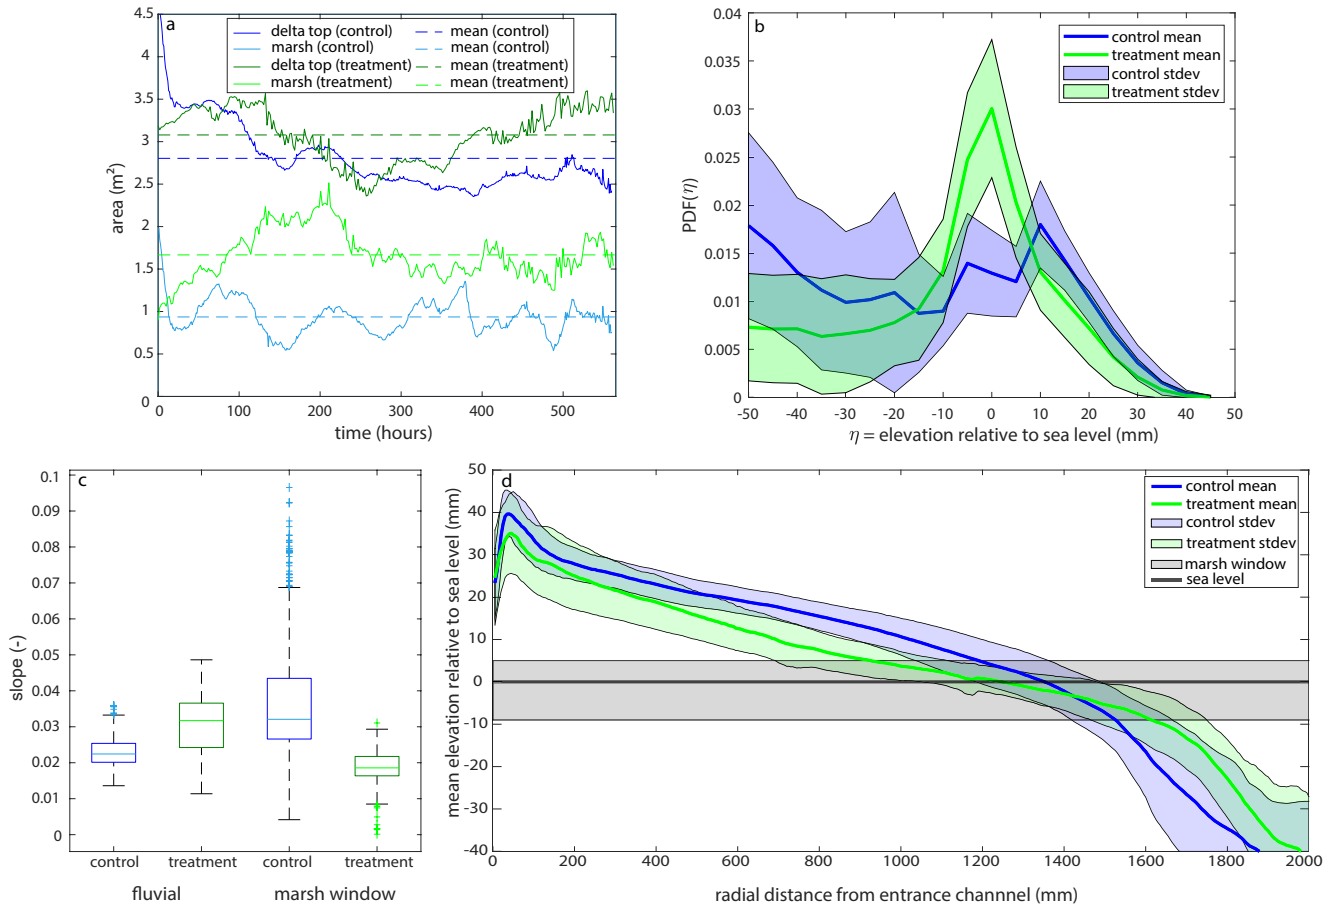 a
delta top (control)
marsh (control)
delta top (treatment)
marsh (treatment)
mean (control)
mean (control)
mean (treatment)
mean (treatment)
4.5
4
3.5
3
2.5
2
1.5
1
0.5
0
area (m²)
0
100
200
300
400
500
time (hours)
b
control mean
treatment mean
control stdev
treatment stdev
0.04
0.035
0.03
0.025
0.02
0.015
0.01
0.005
0
PDF(η)
-50
-40
-30
-20
-10
0
10
20
30
40
50
η = elevation relative to sea level (mm)
c
0.1
0.09
0.08
0.07
0.06
0.05
0.04
0.03
0.02
0.01
0
slope (-)
control
treatment
control
treatment
fluvial
marsh window
d
control mean
treatment mean
control stdev
treatment stdev
marsh window
sea level
50
40
30
20
10
0
-10
-20
-30
-40
mean elevation relative to sea level (mm)
0
200
400
600
800
1000
1200
1400
1600
1800
2000
radial distance from entrance channnel (mm)